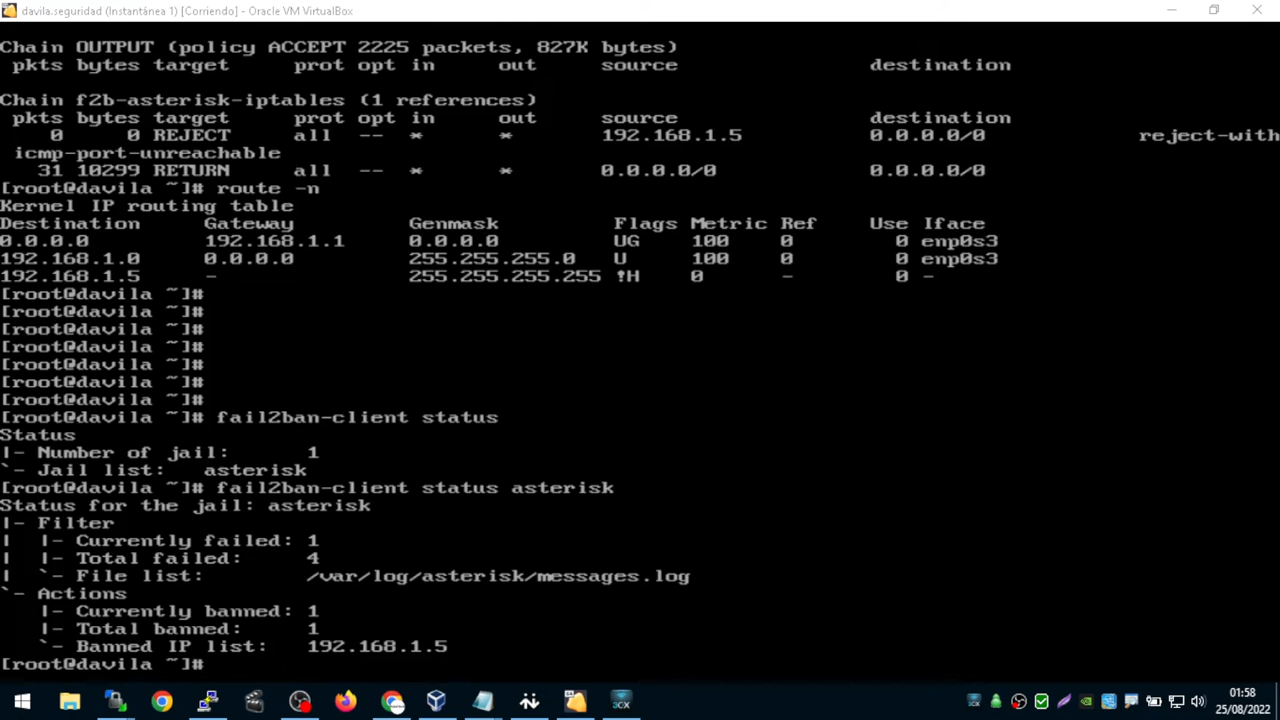 davila.seguridad (Instantánea 1) [Corriendo] - Oracle VM VirtualBox
Chain OUTPUT (policy ACCEPT 2225 packets, 827K bytes)
pkts bytes target prot opt in out source destination
Chain f2b-asterisk-iptables (1 references)
pkts bytes target prot opt in out source destination
0 0 REJECT all -- * * 192.168.1.5 0.0.0.0/0 reject-with
icmp-port-unreachable
31 10299 RETURN all -- * * 0.0.0.0/0 0.0.0.0/0
[root@davila ~]# route -n
Kernel IP routing table
Destination Gateway Genmask Flags Metric Ref Use Iface
0.0.0.0 192.168.1.1 0.0.0.0 UG 100 0 0 enp0s3
192.168.1.0 0.0.0.0 255.255.255.0 U 100 0 0 enp0s3
192.168.1.5 - 255.255.255.255 !H 0 - 0 -
[root@davila ~]#
[root@davila ~]#
[root@davila ~]#
[root@davila ~]#
[root@davila ~]#
[root@davila ~]#
[root@davila ~]#
[root@davila ~]# fail2ban-client status
Status
|- Number of jail: 1
`- Jail list: asterisk
[root@davila ~]# fail2ban-client status asterisk
Status for the jail: asterisk
|- Filter
| |- Currently failed: 1
| |- Total failed: 4
| `- File list: /var/log/asterisk/messages.log
`- Actions
|- Currently banned: 1
|- Total banned: 1
`- Banned IP list: 192.168.1.5
[root@davila ~]#
3CX
01:58
25/08/2022